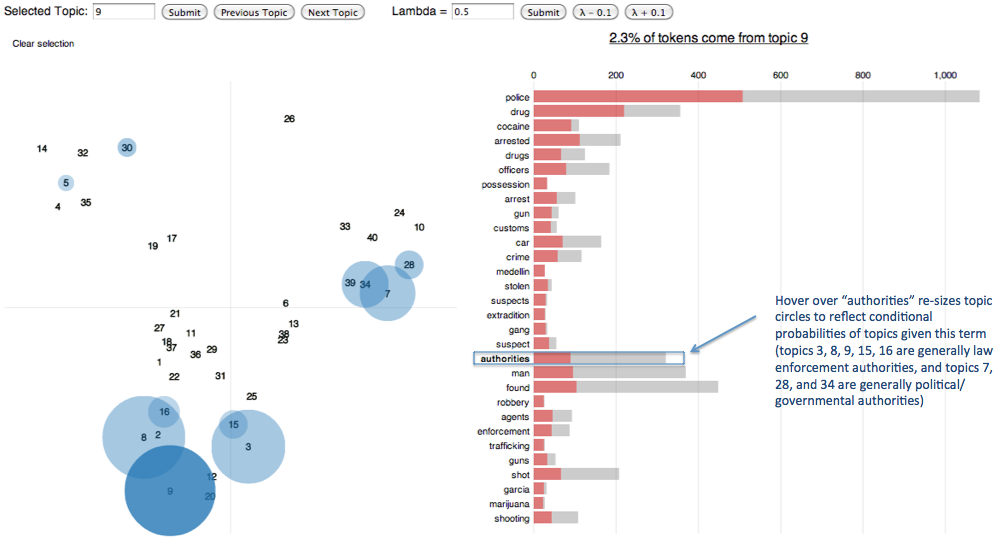 Selected Topic: 9 Submit Previous Topic Next Topic Lambda = 0.5 Submit λ - 0.1 λ + 0.1
Clear selection
2.3% of tokens come from topic 9
0 200 400 600 800 1,000
police
drug
cocaine
arrested
drugs
officers
possession
arrest
gun
customs
car
crime
medellin
stolen
suspects
extradition
gang
suspect
authorities
man
found
robbery
agents
enforcement
trafficking
guns
shot
garcia
marijuana
shooting
26
14
32
30
5
4
35
24
33
10
40
19
17
28
39
34
7
6
21
27
13
11
38
23
18
37
29
36
1
22
31
25
16
15
8
2
3
12
9
20
Hover over “authorities” re-sizes topic
circles to reflect conditional
probabilities of topics given this term
(topics 3, 8, 9, 15, 16 are generally law
enforcement authorities, and topics 7,
28, and 34 are generally political/
governmental authorities)